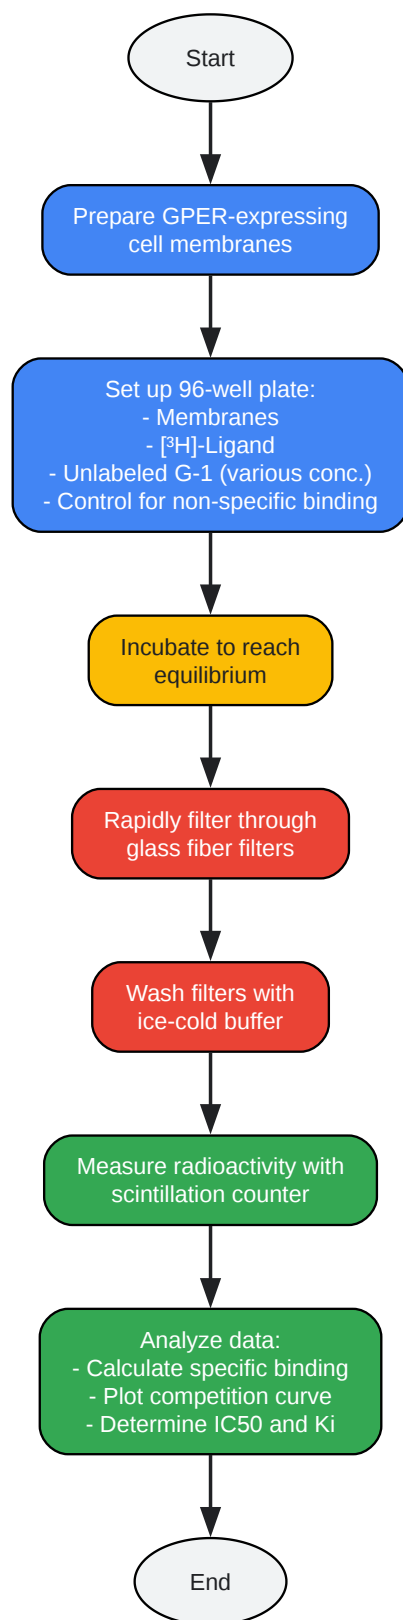 Start
Prepare GPER-expressing
cell membranes
Set up 96-well plate:
- Membranes
- [³H]-Ligand
- Unlabeled G-1 (various conc.)
- Control for non-specific binding
Incubate to reach
equilibrium
Rapidly filter through
glass fiber filters
Wash filters with
ice-cold buffer
Measure radioactivity with
scintillation counter
Analyze data:
- Calculate specific binding
- Plot competition curve
- Determine IC50 and Ki
End